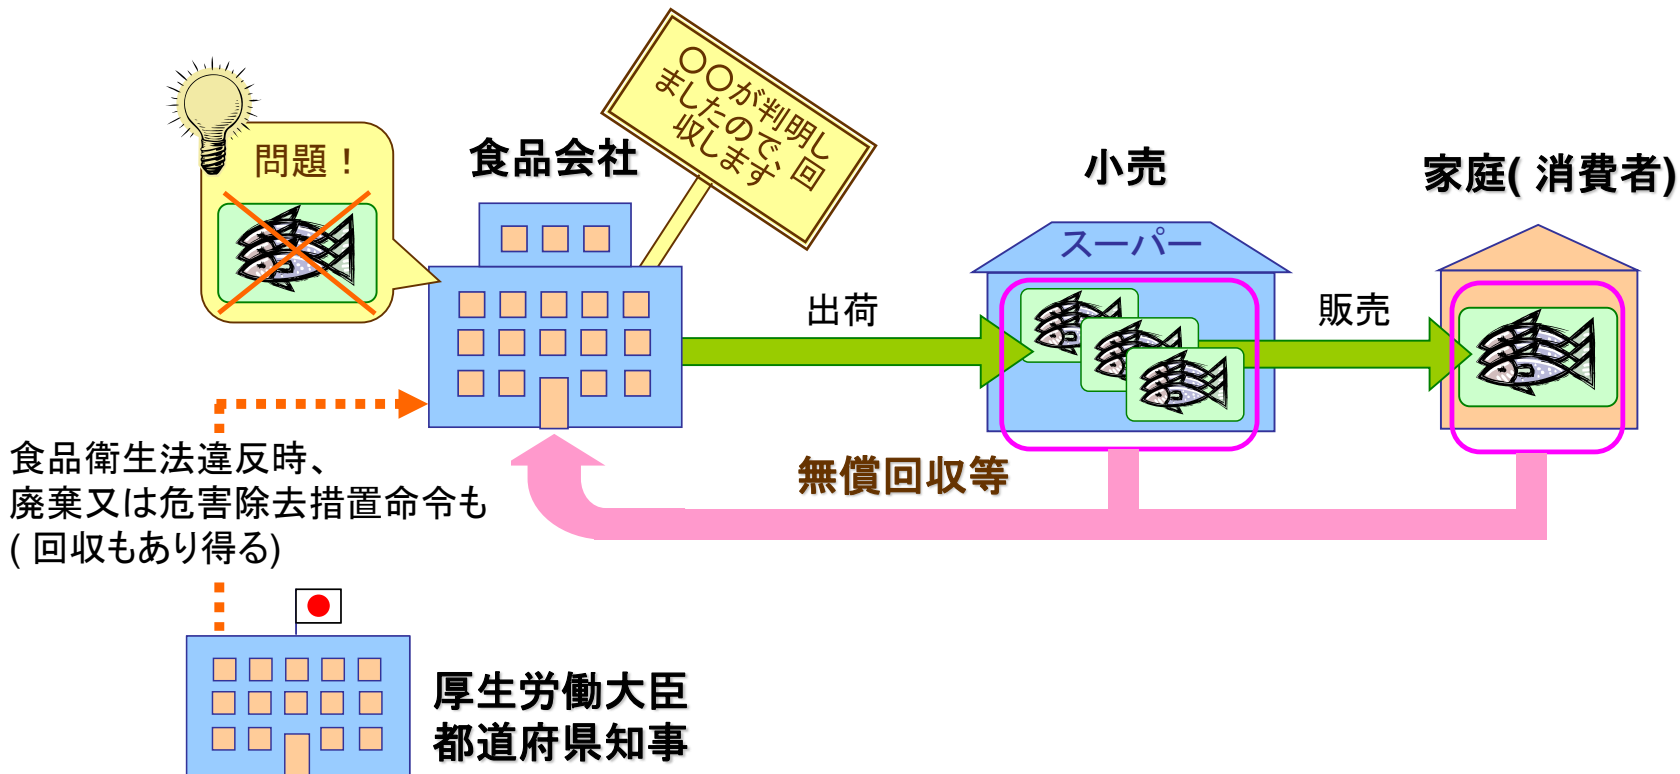 〇〇が判明し
ましたので、回
収します
問題！
食品会社
小売
家庭( 消費者)
スーパー
出荷
販売
食品衛生法違反時、
廃棄又は危害除去措置命令も
( 回収もあり得る)
無償回収等
厚生労働大臣
都道府県知事